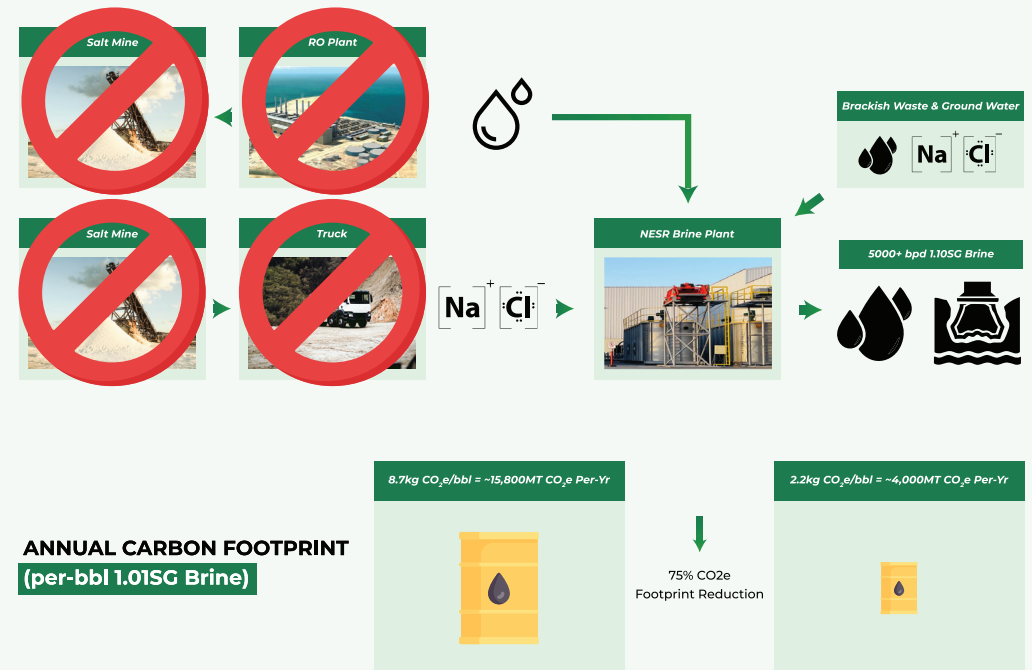 Salt Mine
RO Plant
Brackish Waste & Ground Water
[Na]⁺ [:Cl:]⁻
Salt Mine
Truck
[Na]⁺ [:Cl:]⁻
NESR Brine Plant
5000+ bpd 1.10SG Brine
8.7kg CO₂e/bbl = ~15,800MT CO₂e Per-Yr
2.2kg CO₂e/bbl = ~4,000MT CO₂e Per-Yr
ANNUAL CARBON FOOTPRINT
(per-bbl 1.01SG Brine)
75% CO2e
Footprint Reduction